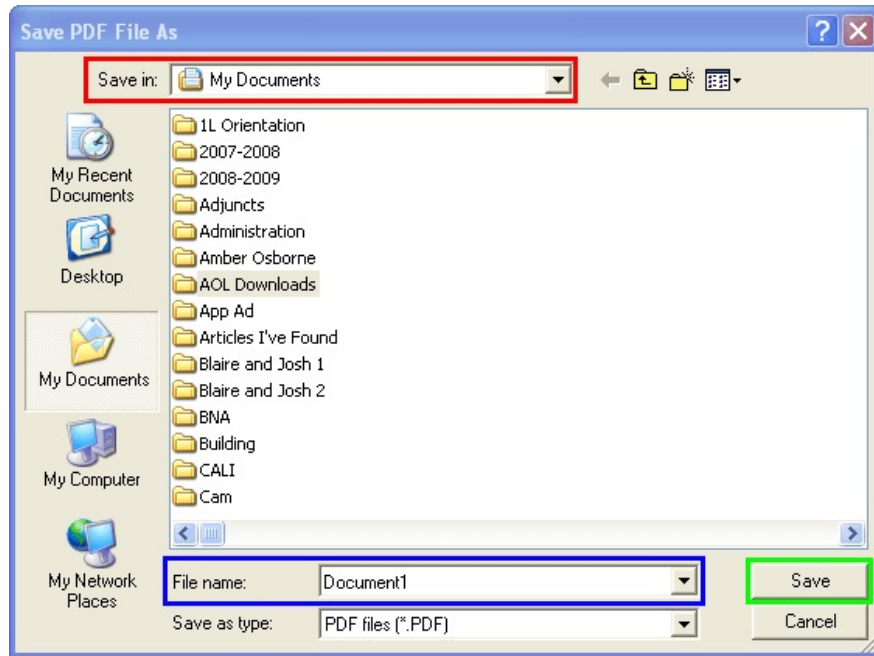 Save PDF File As
Save in: My Documents
My Recent
Documents
Desktop
My Documents
My Computer
My Network
Places
1L Orientation
2007-2008
2008-2009
Adjuncts
Administration
Amber Osborne
AOL Downloads
App Ad
Articles I've Found
Blaire and Josh 1
Blaire and Josh 2
BNA
Building
CALI
Cam
File name: Document1 Save
Save as type: PDF files (*.PDF) Cancel